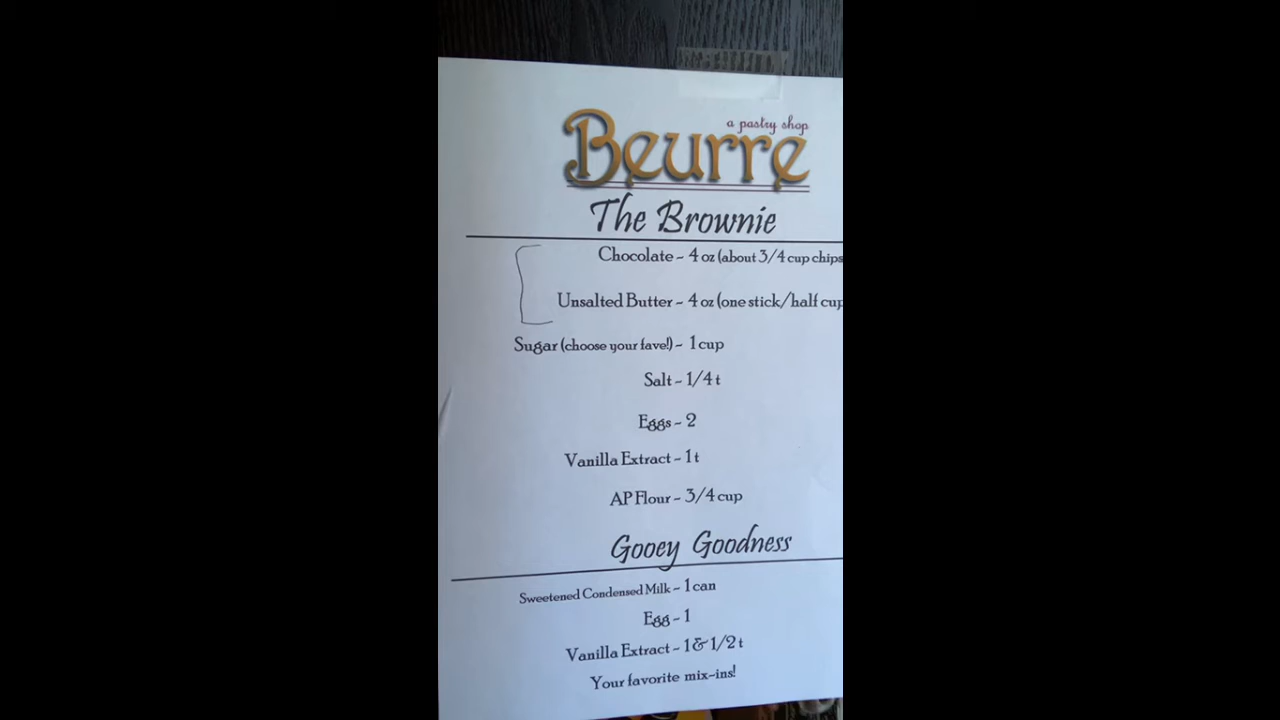 a pastry shop
Beurre
The Brownie
Chocolate ~ 4 oz (about 3/4 cup chips
Unsalted Butter ~ 4 oz (one stick/half cup
Sugar (choose your fave!) ~ 1 cup
Salt ~ 1/4 t
Eggs ~ 2
Vanilla Extract ~ 1 t
AP Flour ~ 3/4 cup
Gooey Goodness
Sweetened Condensed Milk ~ 1 can
Egg ~ 1
Vanilla Extract ~ 1 & 1/2 t
Your favorite mix-ins!